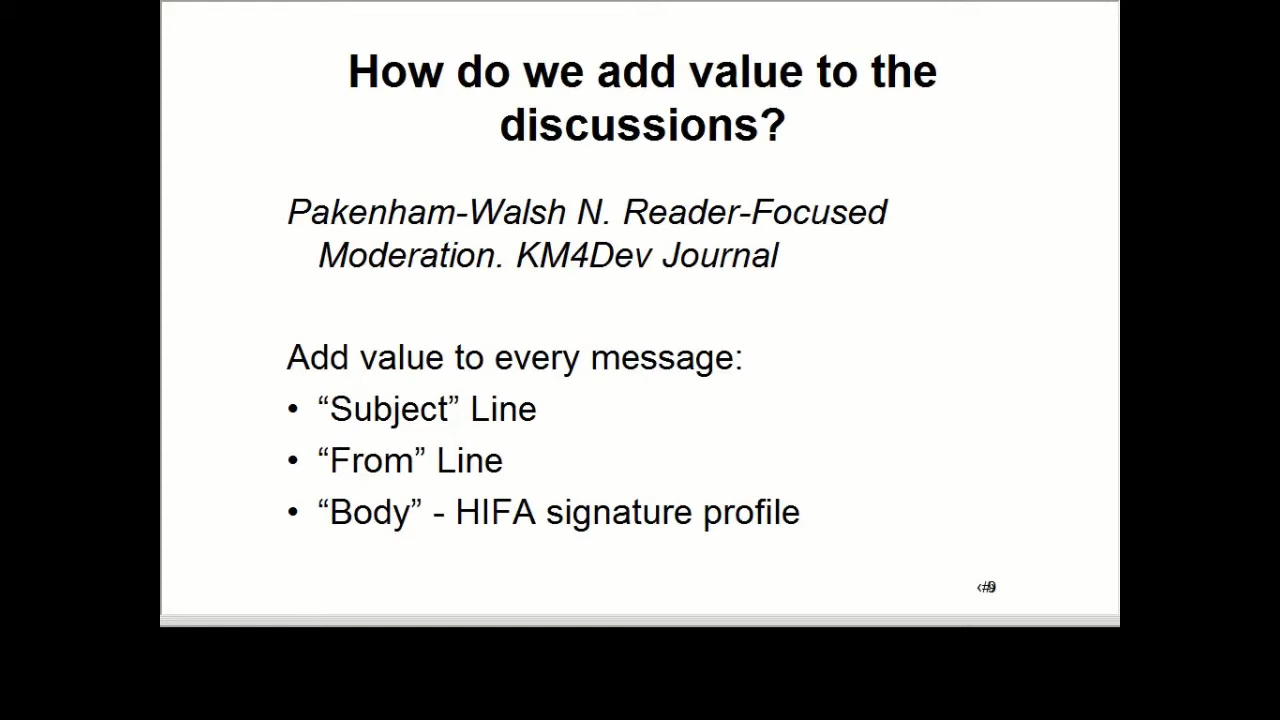 How do we add value to the
discussions?
Pakenham-Walsh N. Reader-Focused
Moderation. KM4Dev Journal
Add value to every message:
• “Subject” Line
• “From” Line
• “Body” - HIFA signature profile